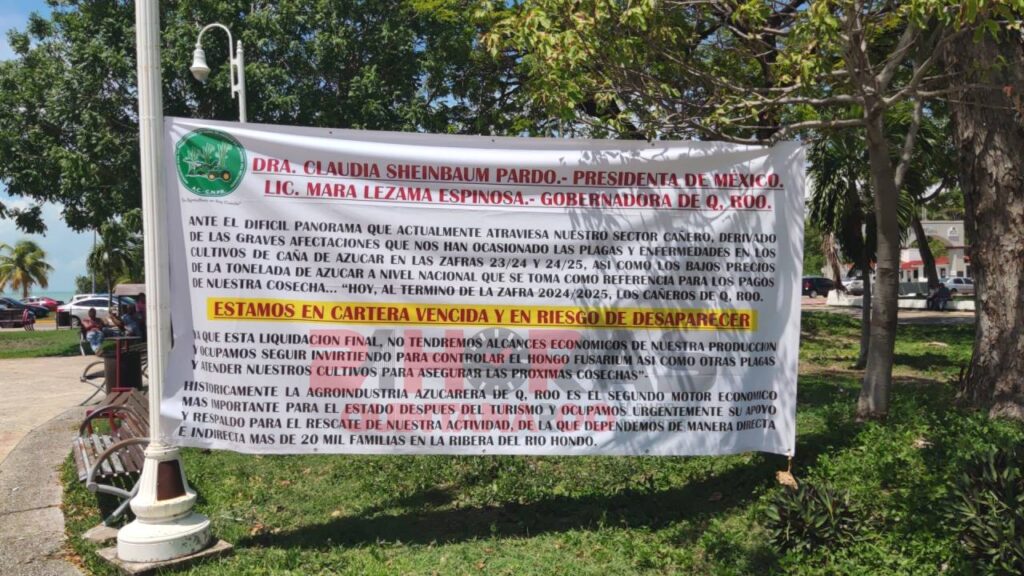 A.C. C.N.P.R.
DRA. CLAUDIA SHEINBAUM PARDO.- PRESIDENTA DE MÉXICO.
LIC. MARA LEZAMA ESPINOSA.- GOBERNADORA DE Q, ROO.
ANTE EL DIFICIL PANORAMA QUE ACTUALMENTE ATRAVIESA NUESTRO SECTOR CAÑERO, DERIVADO
DE LAS GRAVES AFECTACIONES QUE NOS HAN OCASIONADO LAS PLAGAS Y ENFERMEDADES EN LOS
CULTIVOS DE CAÑA DE AZUCAR EN LAS ZAFRAS 23/24 Y 24/25, ASI COMO LOS BAJOS PRECIOS
DE LA TONELADA DE AZUCAR A NIVEL NACIONAL QUE SE TOMA COMO REFERENCIA PARA LOS PAGOS
DE NUESTRA COSECHA... “HOY, AL TERMINO DE LA ZAFRA 2024/2025, LOS CAÑEROS DE Q, ROO.
ESTAMOS EN CARTERA VENCIDA Y EN RIESGO DE DESAPARECER
YA QUE ESTA LIQUIDACION FINAL, NO TENDREMOS ALCANCES ECONOMICOS DE NUESTRA PRODUCCION
Y OCUPAMOS SEGUIR INVIRTIENDO PARA CONTROLAR EL HONGO FUSARIUM ASI COMO OTRAS PLAGAS
Y ATENDER NUESTROS CULTIVOS PARA ASEGURAR LAS PROXIMAS COSECHAS”-
HISTORICAMENTE LA AGROINDUSTRIA AZUCARERA DE Q, ROO ES EL SEGUNDO MOTOR ECONOMICO
MAS IMPORTANTE PARA EL ESTADO DESPUES DEL TURISMO Y OCUPAMOS URGENTEMENTE SU APOYO
Y RESPALDO PARA EL RESCATE DE NUESTRA ACTIVIDAD, DE LA QUE DEPENDEMOS DE MANERA DIRECTA
E INDIRECTA MAS DE 20 MIL FAMILIAS EN LA RIBERA DEL RIO HONDO.